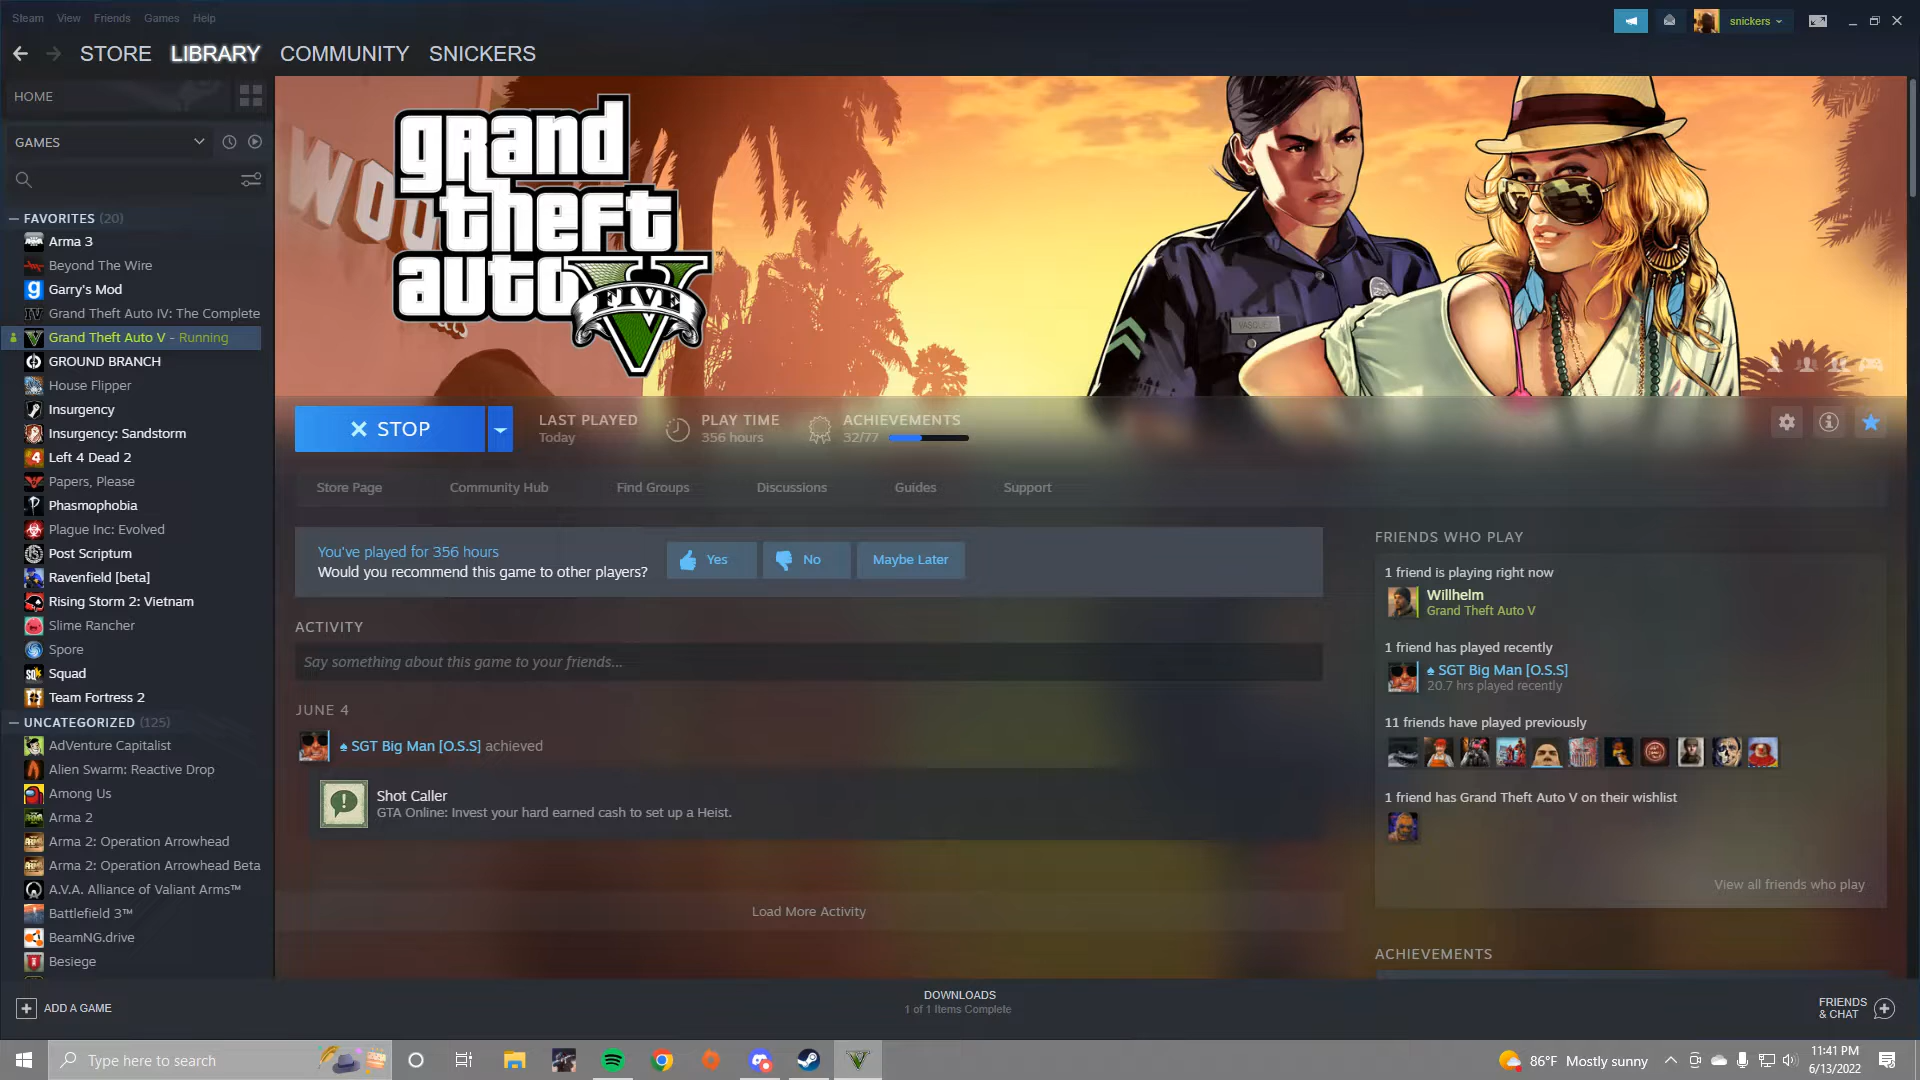 Steam View Friends Games Help
snickers
STORE LIBRARY COMMUNITY SNICKERS
HOME
GAMES
FAVORITES (20)
Arma 3
Beyond The Wire
Garry's Mod
Grand Theft Auto IV: The Complete
Grand Theft Auto V - Running
GROUND BRANCH
House Flipper
Insurgency
Insurgency: Sandstorm
Left 4 Dead 2
Papers, Please
Phasmophobia
Plague Inc: Evolved
Post Scriptum
Ravenfield [beta]
Rising Storm 2: Vietnam
Slime Rancher
Spore
Squad
Team Fortress 2
UNCATEGORIZED (125)
AdVenture Capitalist
Alien Swarm: Reactive Drop
Among Us
Arma 2
Arma 2: Operation Arrowhead
Arma 2: Operation Arrowhead Beta
A.V.A. Alliance of Valiant Arms™
Battlefield 3™
BeamNG.drive
Besiege
ADD A GAME
grand
theft
auto V
FIVE
VASQUEZ
STOP
LAST PLAYED
Today
PLAY TIME
356 hours
ACHIEVEMENTS
32/77
Store Page Community Hub Find Groups Discussions Guides Support
You've played for 356 hours
Would you recommend this game to other players?
Yes No Maybe Later
ACTIVITY
Say something about this game to your friends...
JUNE 4
♠ SGT Big Man [O.S.S] achieved
Shot Caller
GTA Online: Invest your hard earned cash to set up a Heist.
Load More Activity
FRIENDS WHO PLAY
1 friend is playing right now
Willhelm
Grand Theft Auto V
1 friend has played recently
♠ SGT Big Man [O.S.S]
20.7 hrs played recently
11 friends have played previously
1 friend has Grand Theft Auto V on their wishlist
View all friends who play
ACHIEVEMENTS
DOWNLOADS
1 of 1 Items Complete
FRIENDS
& CHAT
Type here to search
86°F Mostly sunny
11:41 PM
6/13/2022